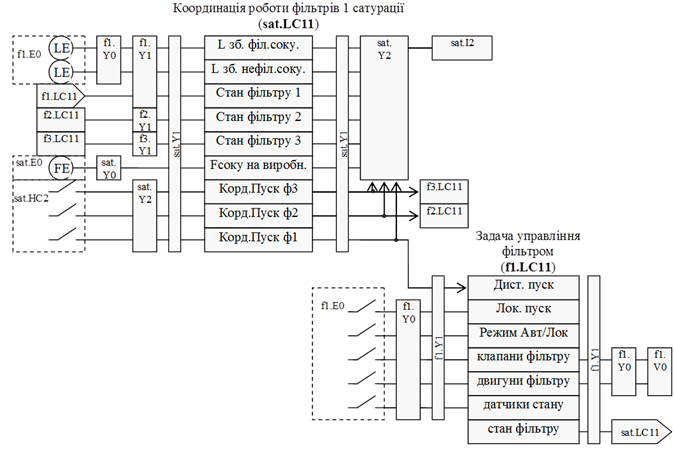 Координація роботи фільтрів 1 сатурації
(sat.LC11)
f1.E0
LE
LE
f1.
Y0
f1.
Y1
sat.Y1
L зб. філ.соку.
L зб. нефіл.соку.
Стан фільтру 1
Стан фільтру 2
Стан фільтру 3
Fсоку на виробн.
Корд.Пуск ф3
Корд.Пуск ф2
Корд.Пуск ф1
sat.Y1
sat.
Y2
sat.I2
f1.LC11
f2.LC11
f3.LC11
f2.
Y1
f3.
Y1
sat.E0
FE
sat.
Y0
sat.HC2
sat.
Y2
f3.LC11
f2.LC11
Задача управління
фільтром
(f1.LC11)
f1.E0
f1.
Y0
f1.Y1
Дист. пуск
Лок. пуск
Режим Авт/Лок
клапани фільтру
двигуни фільтру
датчики стану
стан фільтру
f1.Y1
f1.
Y0
f1.
V0
sat.LC11